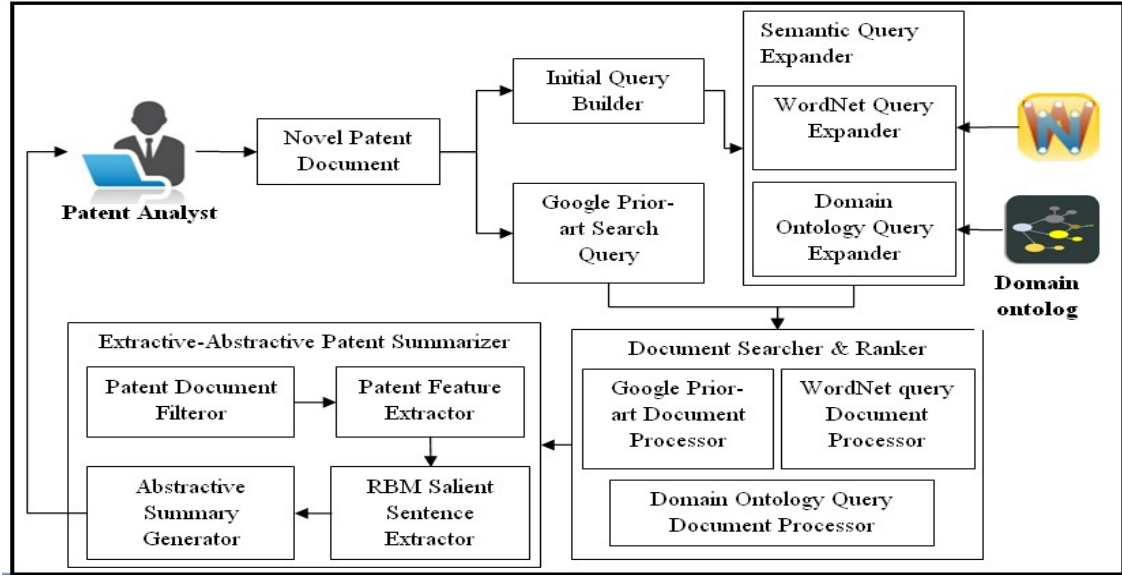 Patent Analyst
Novel Patent
Document
Initial Query
Builder
Google Prior-
art Search
Query
Semantic Query
Expander
WordNet Query
Expander
Domain
Ontology Query
Expander
W
Domain
ontolog
Document Searcher & Ranker
Google Prior-
art Document
Processor
WordNet query
Document
Processor
Domain Ontology Query
Document Processor
Extractive-Abstractive Patent Summarizer
Patent Document
Filteror
Patent Feature
Extractor
RBM Salient
Sentence
Extractor
Abstractive
Summary
Generator